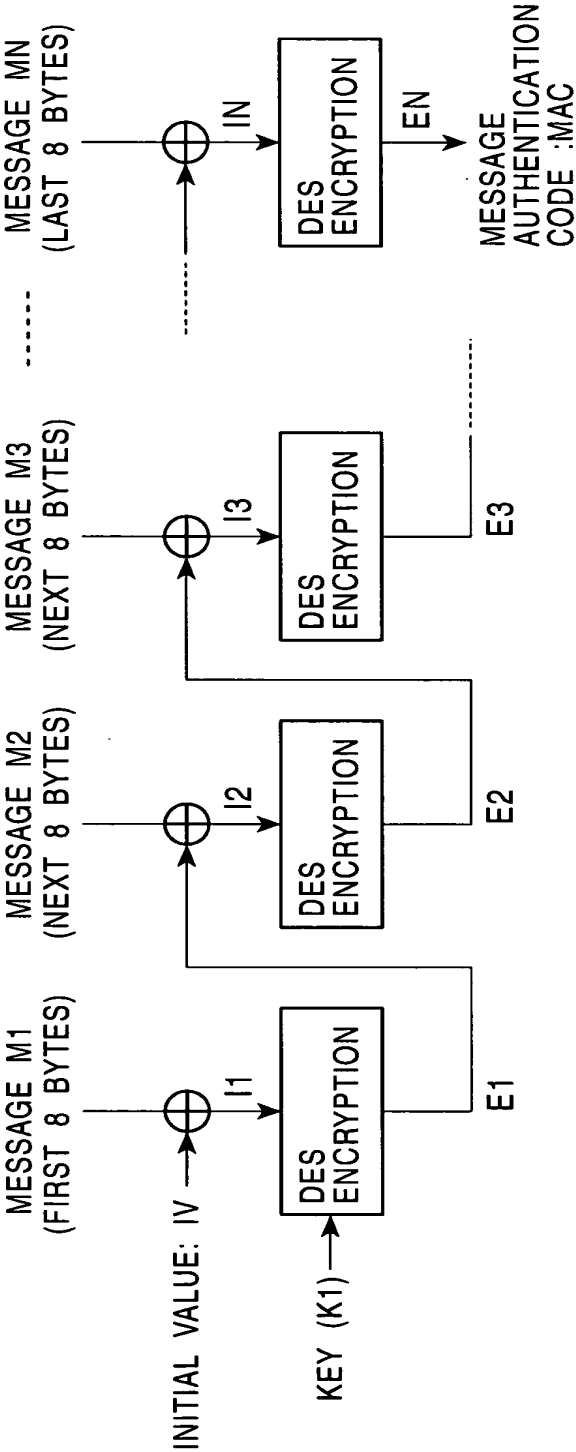 MESSAGE M1
(FIRST 8 BYTES)
MESSAGE M2
(NEXT 8 BYTES)
MESSAGE M3
(NEXT 8 BYTES)
MESSAGE MN
(LAST 8 BYTES)
INITIAL VALUE: IV
I1
I2
I3
IN
KEY (K1)
DES
ENCRYPTION
DES
ENCRYPTION
DES
ENCRYPTION
DES
ENCRYPTION
E1
E2
E3
EN
MESSAGE
AUTHENTICATION
CODE :MAC